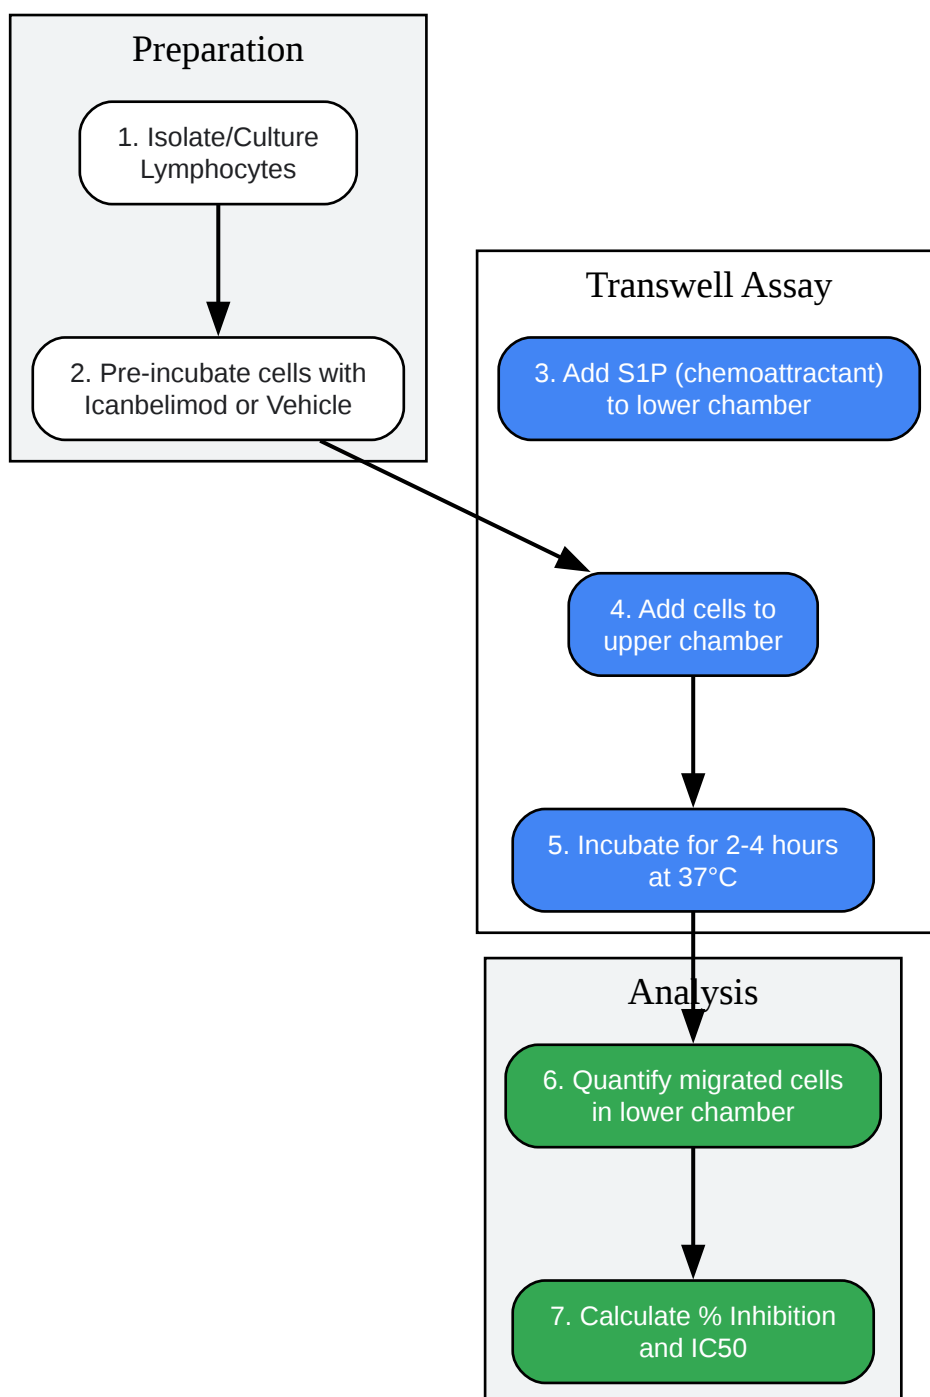 Preparation
1. Isolate/Culture
Lymphocytes
2. Pre-incubate cells with
Icanbelimod or Vehicle
Transwell Assay
3. Add S1P (chemoattractant)
to lower chamber
4. Add cells to
upper chamber
5. Incubate for 2-4 hours
at 37°C
Analysis
6. Quantify migrated cells
in lower chamber
7. Calculate % Inhibition
and IC50